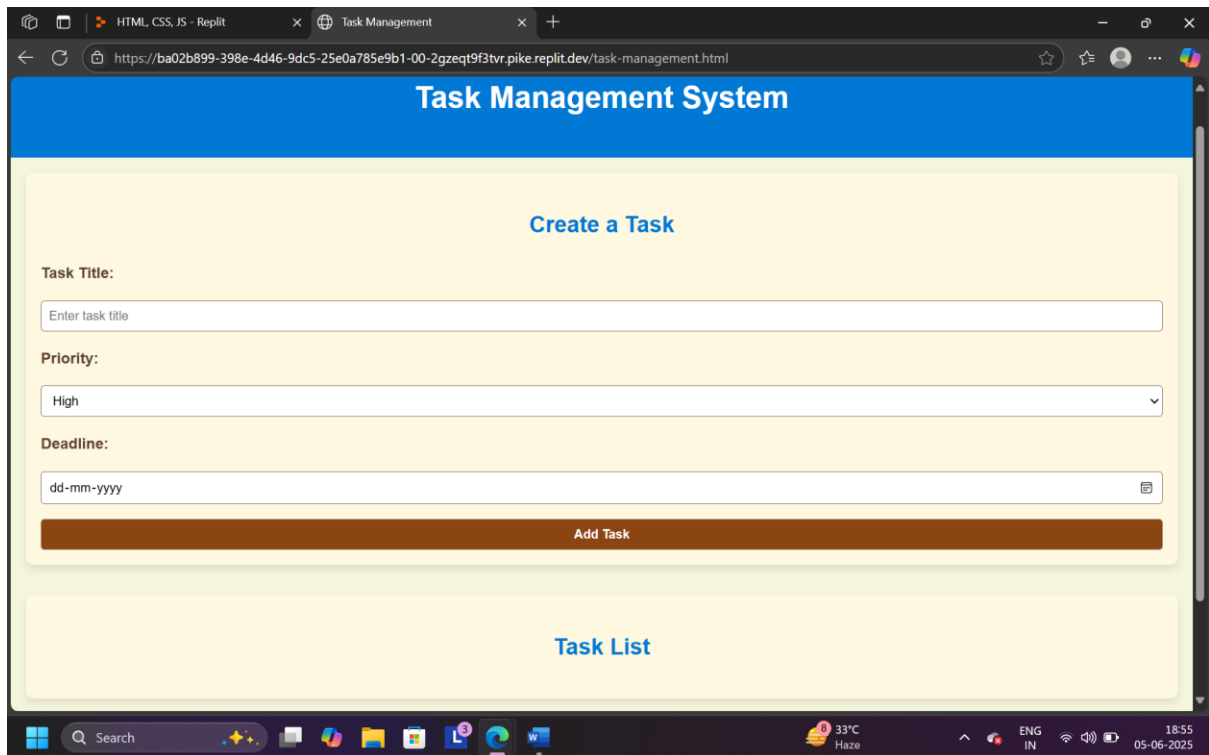 HTML, CSS, JS - Replit
Task Management
https://ba02b899-398e-4d46-9dc5-25e0a785e9b1-00-2gzeqt9f3tvr.pike.replit.dev/task-management.html
Task Management System
Create a Task
Task Title:
Enter task title
Priority:
High
Deadline:
dd-mm-yyyy
Add Task
Task List
Search
L 3
W
8 33°C
Haze
ENG
IN
18:55
05-06-2025